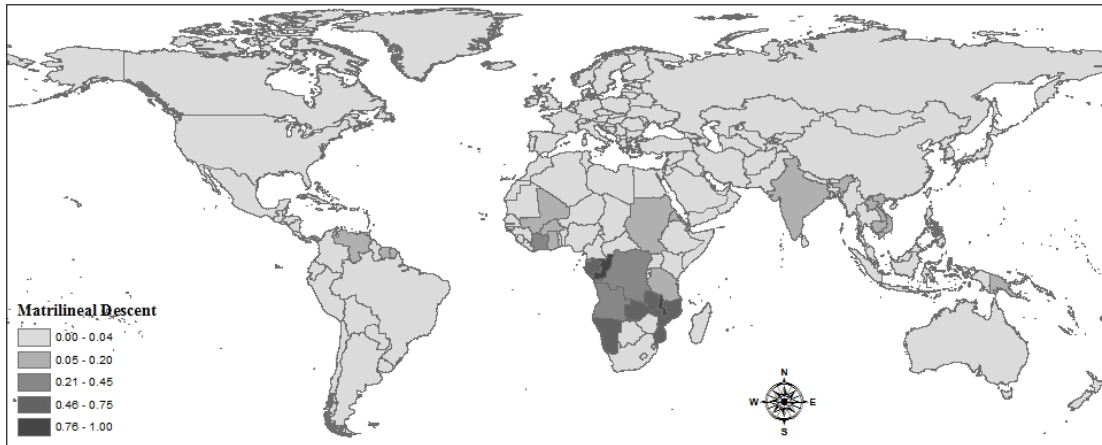 Matrilineal Descent
0.00 - 0.04
0.05 - 0.20
0.21 - 0.45
0.46 - 0.75
0.76 - 1.00
N
W E
S